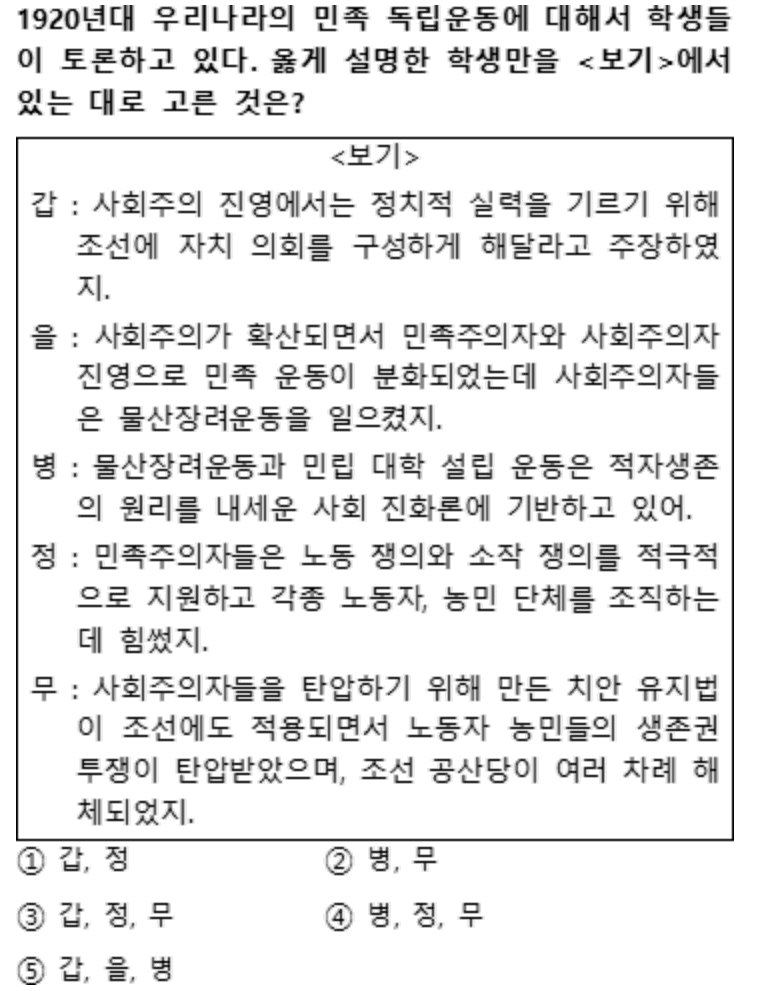 1920년대 우리나라의 민족 독립운동에 대해서 학생들
이 토론하고 있다. 옳게 설명한 학생만을 <보기>에서
있는 대로 고른 것은?
<보기>
갑 : 사회주의 진영에서는 정치적 실력을 기르기 위해
조선에 자치 의회를 구성하게 해달라고 주장하였
지.
을 : 사회주의가 확산되면서 민족주의자와 사회주의자
진영으로 민족 운동이 분화되었는데 사회주의자들
은 물산장려운동을 일으켰지.
병 : 물산장려운동과 민립 대학 설립 운동은 적자생존
의 원리를 내세운 사회 진화론에 기반하고 있어.
정 : 민족주의자들은 노동 쟁의와 소작 쟁의를 적극적
으로 지원하고 각종 노동자, 농민 단체를 조직하는
데 힘썼지.
무 : 사회주의자들을 탄압하기 위해 만든 치안 유지법
이 조선에도 적용되면서 노동자 농민들의 생존권
투쟁이 탄압받았으며, 조선 공산당이 여러 차례 해
체되었지.
① 갑, 정 ② 병, 무
③ 갑, 정, 무 ④ 병, 정, 무
⑤ 갑, 을, 병